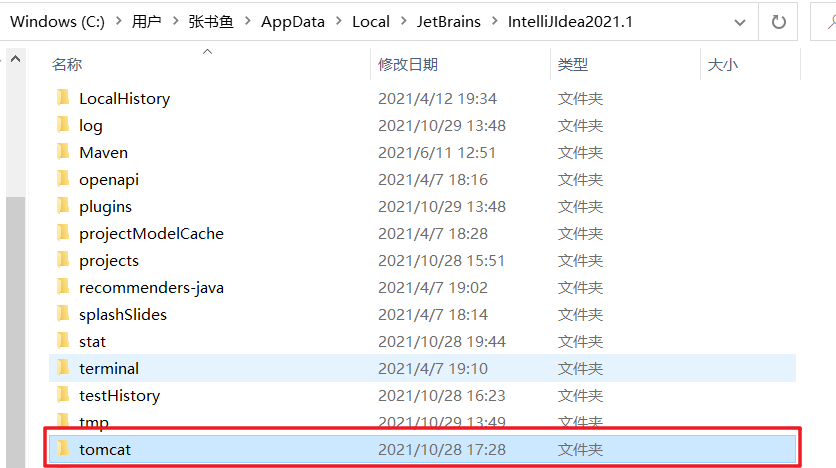 Windows (C:) > 用户 > 张书鱼 > AppData > Local > JetBrains > IntelliJIdea2021.1
名称 修改日期 类型 大小
LocalHistory 2021/4/12 19:34 文件夹
log 2021/10/29 13:48 文件夹
Maven 2021/6/11 12:51 文件夹
openapi 2021/4/7 18:16 文件夹
plugins 2021/10/29 13:48 文件夹
projectModelCache 2021/4/7 18:28 文件夹
projects 2021/10/28 15:51 文件夹
recommenders-java 2021/4/7 19:02 文件夹
splashSlides 2021/4/7 18:14 文件夹
stat 2021/10/28 19:44 文件夹
terminal 2021/4/7 19:10 文件夹
testHistory 2021/10/28 16:23 文件夹
tmp 2021/10/29 13:49 文件夹
tomcat 2021/10/28 17:28 文件夹